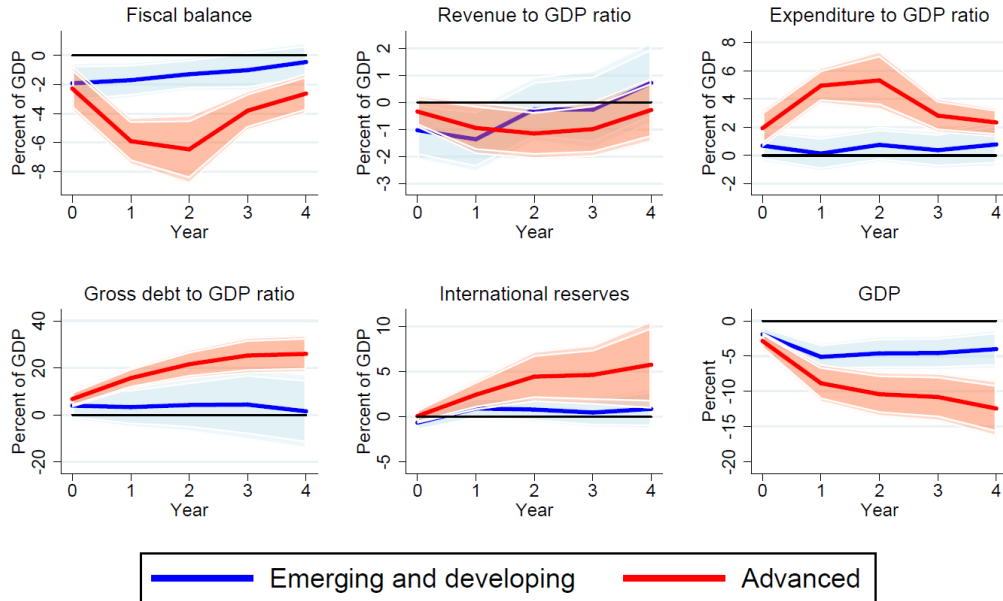 Fiscal balance
Percent of GDP
0
-2
-4
-6
-8
0 1 2 3 4
Year
Revenue to GDP ratio
Percent of GDP
2
1
0
-1
-2
-3
0 1 2 3 4
Year
Expenditure to GDP ratio
Percent of GDP
8
6
4
2
0
-2
0 1 2 3 4
Year
Gross debt to GDP ratio
Percent of GDP
40
20
0
-20
0 1 2 3 4
Year
International reserves
Percent of GDP
10
5
0
-5
0 1 2 3 4
Year
GDP
Percent
0
-5
-10
-15
-20
0 1 2 3 4
Year
Emerging and developing
Advanced